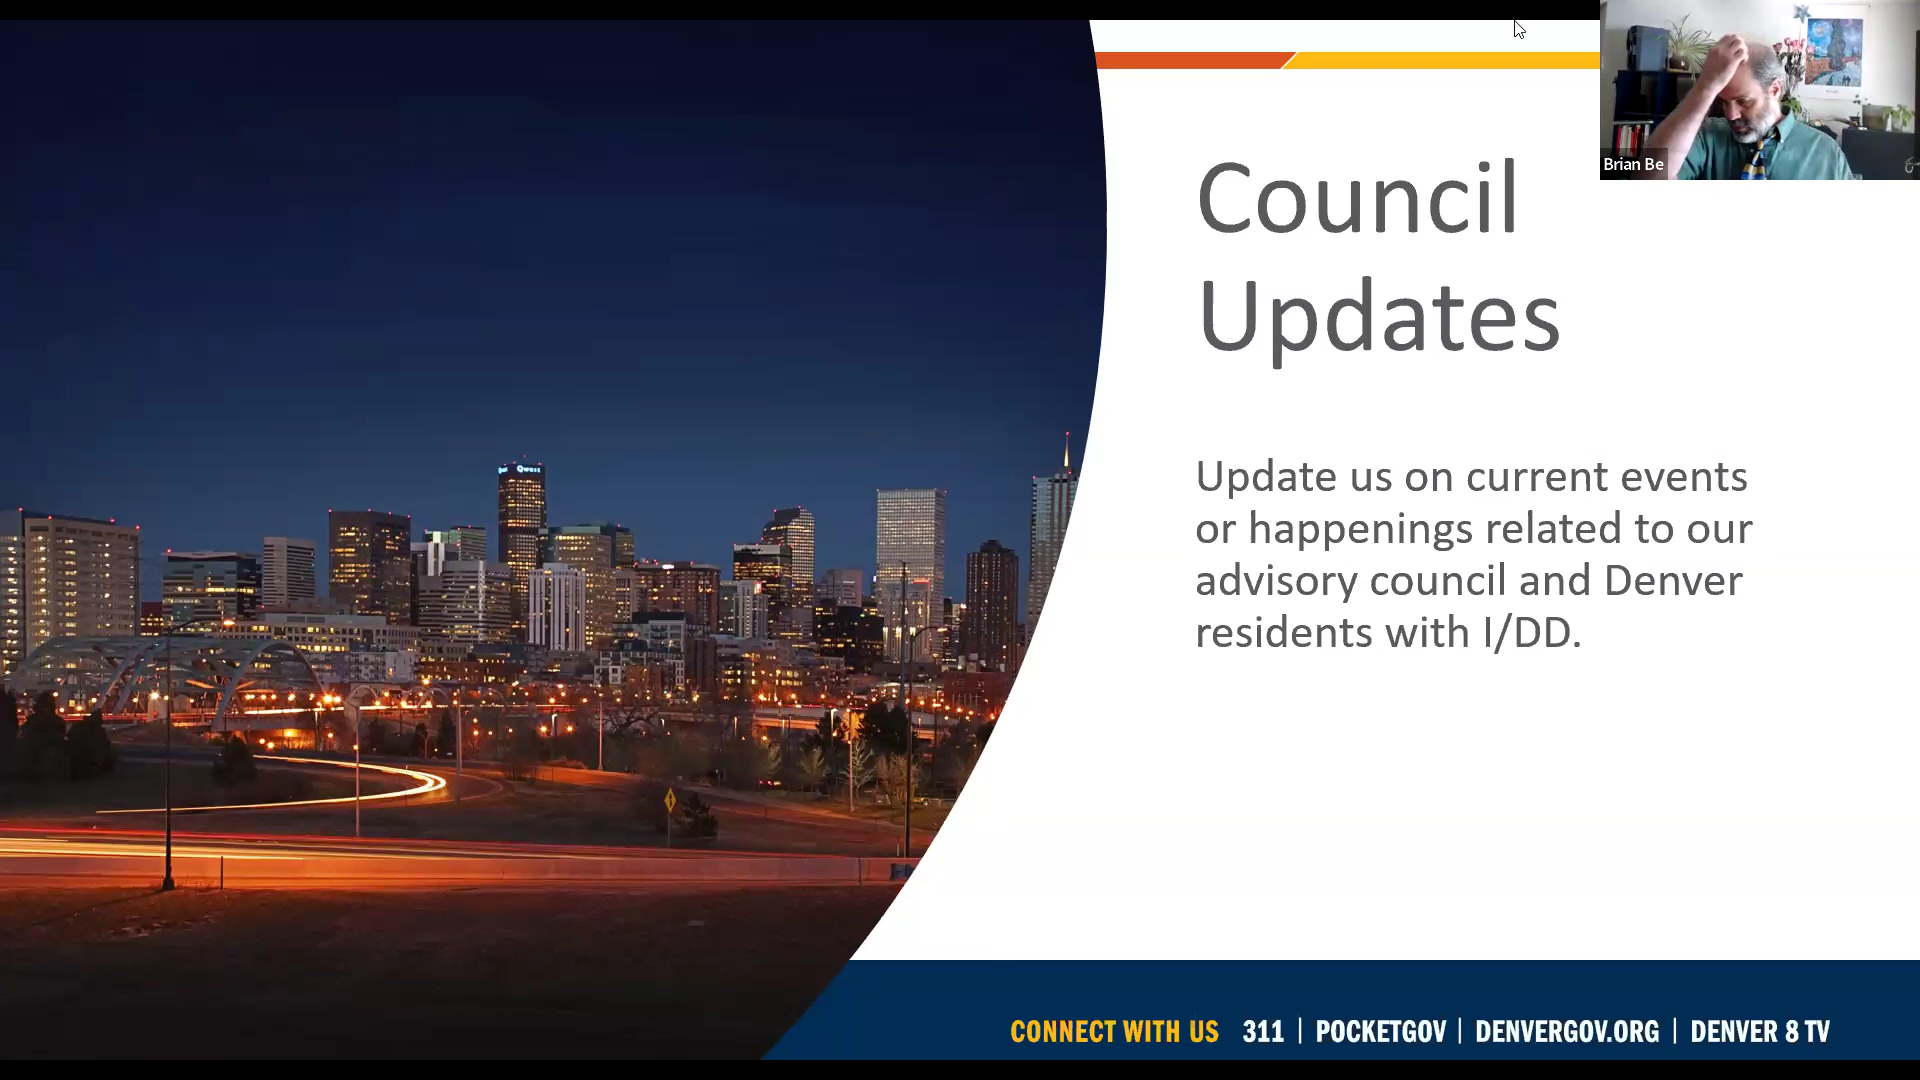 Brian Be
Council
Updates
Update us on current events
or happenings related to our
advisory council and Denver
residents with I/DD.
Qwest
CONNECT WITH US 311 | POCKETGOV | DENVERGOV.ORG | DENVER 8 TV